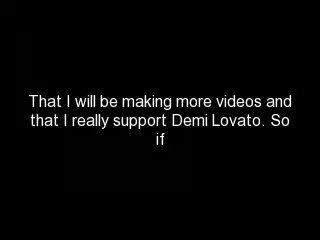 That I will be making more videos and
that I really support Demi Lovato. So
if